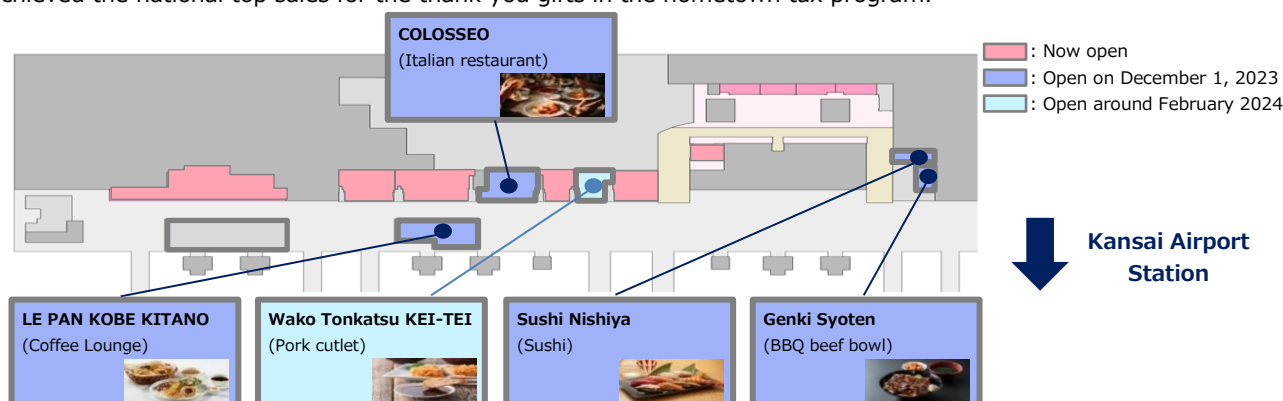 achieved the national top sales for the thank-you gifts in the hometown tax program.
COLOSSEO
(Italian restaurant)
: Now open
: Open on December 1, 2023
: Open around February 2024
Kansai Airport
Station
LE PAN KOBE KITANO
(Coffee Lounge)
Wako Tonkatsu KEI-TEI
(Pork cutlet)
Sushi Nishiya
(Sushi)
Genki Syoten
(BBQ beef bowl)